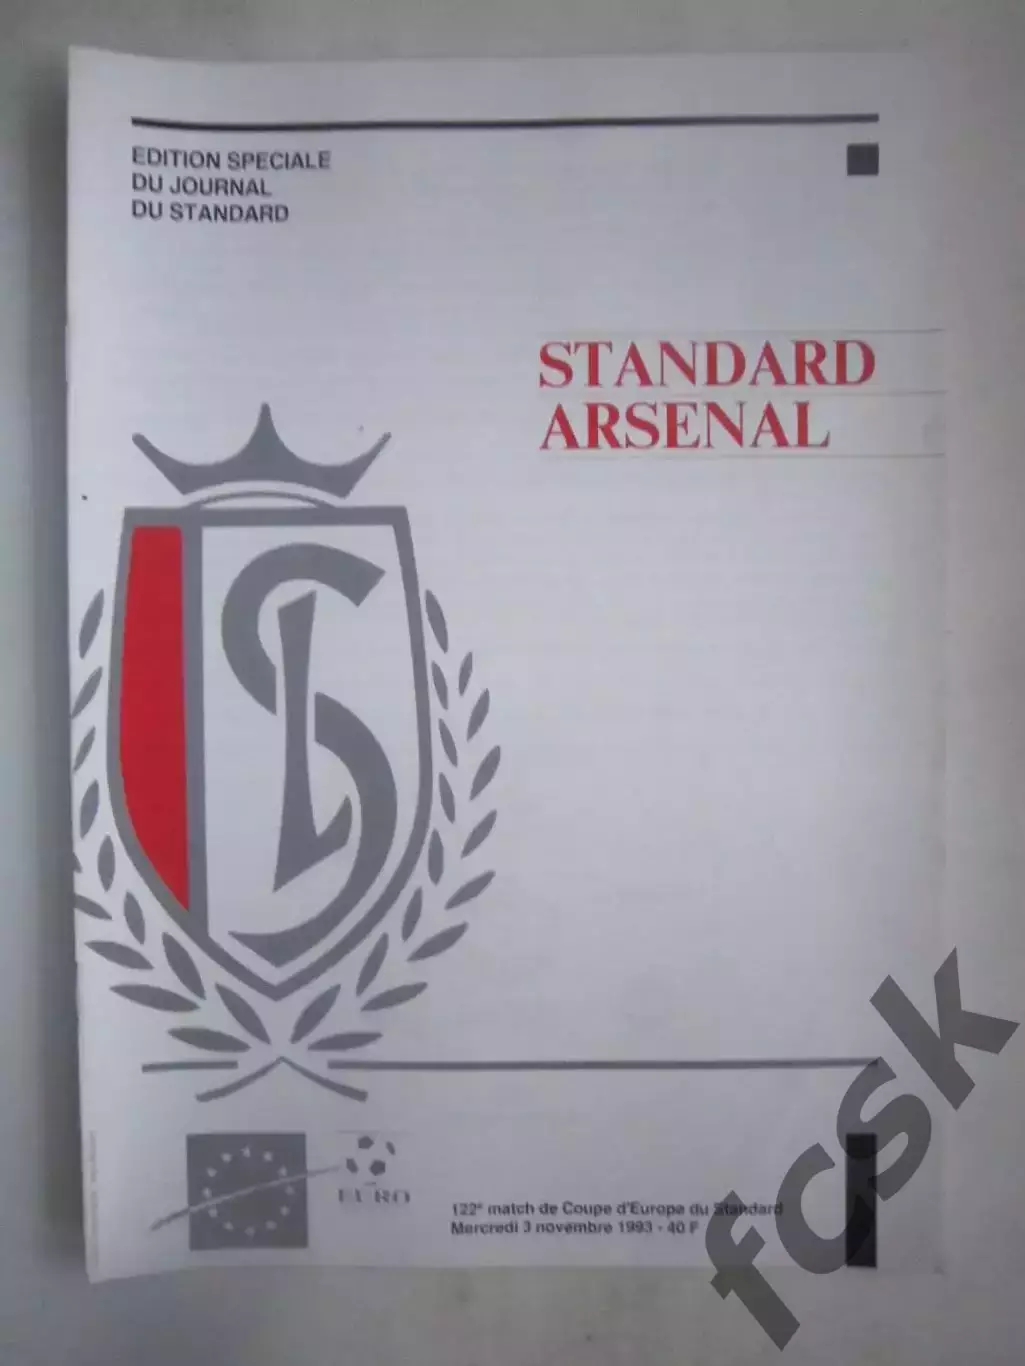 EDITION SPECIALE
DU JOURNAL
DU STANDARD
STANDARD
ARSENAL
SL
EURO
122e match de Coupe d'Europe du Standard
Mercredi 3 novembre 1993 - 40 F
fcsk